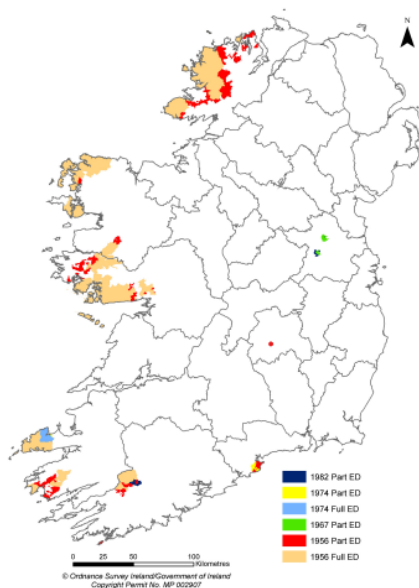 N
1982 Part ED
1974 Part ED
1974 Full ED
1967 Part ED
1956 Part ED
1956 Full ED
0 50 100
Kilometres
© Ordnance Survey Ireland/Government of Ireland
Copyright Permit No. MP 002907